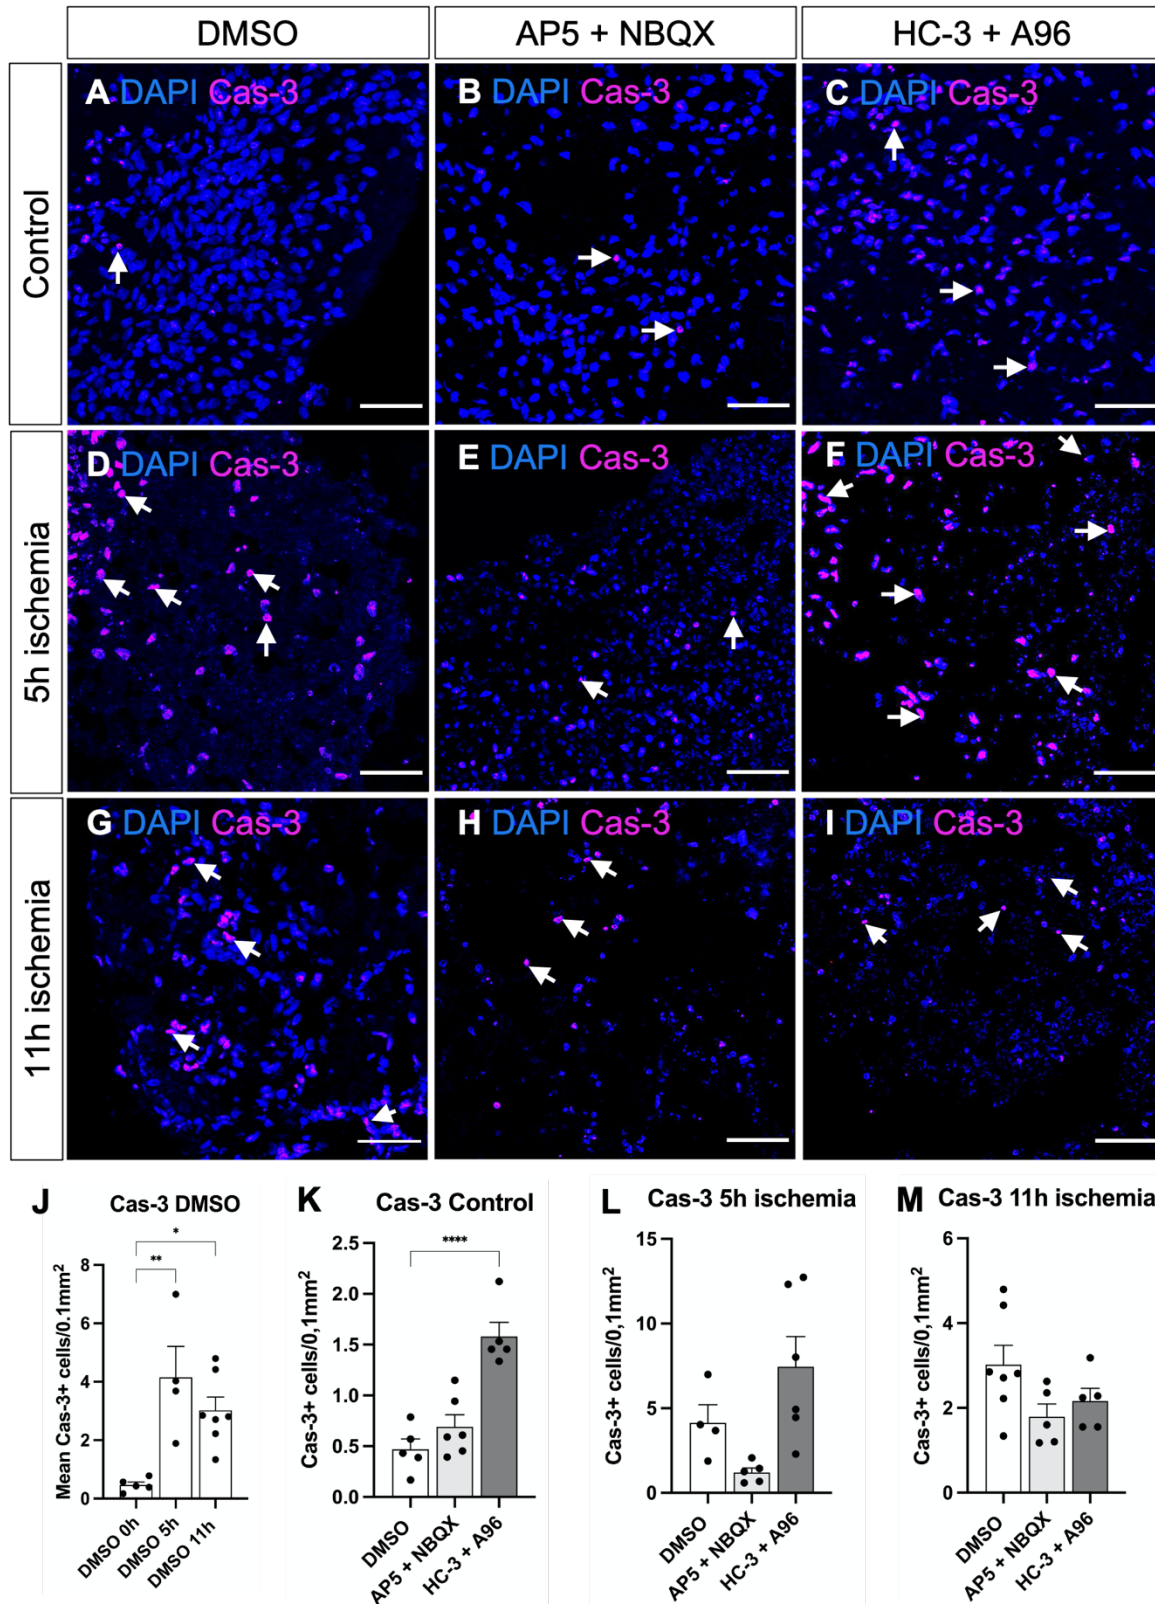 DMSO
AP5 + NBQX
HC-3 + A96
Control
A DAPI Cas-3
B DAPI Cas-3
C DAPI Cas-3
5h ischemia
D DAPI Cas-3
E DAPI Cas-3
F DAPI Cas-3
11h ischemia
G DAPI Cas-3
H DAPI Cas-3
I DAPI Cas-3
J Cas-3 DMSO
Mean Cas-3+ cells/0.1mm²
8
6
4
2
0
*
**
DMSO 0h
DMSO 5h
DMSO 11h
K Cas-3 Control
Cas-3+ cells/0,1mm²
2.5
2.0
1.5
1.0
0.5
0.0
****
DMSO
AP5 + NBQX
HC-3 + A96
L Cas-3 5h ischemia
Cas-3+ cells/0,1mm²
15
10
5
0
DMSO
AP5 + NBQX
HC-3 + A96
M Cas-3 11h ischemia
Cas-3+ cells/0,1mm²
6
4
2
0
DMSO
AP5 + NBQX
HC-3 + A96